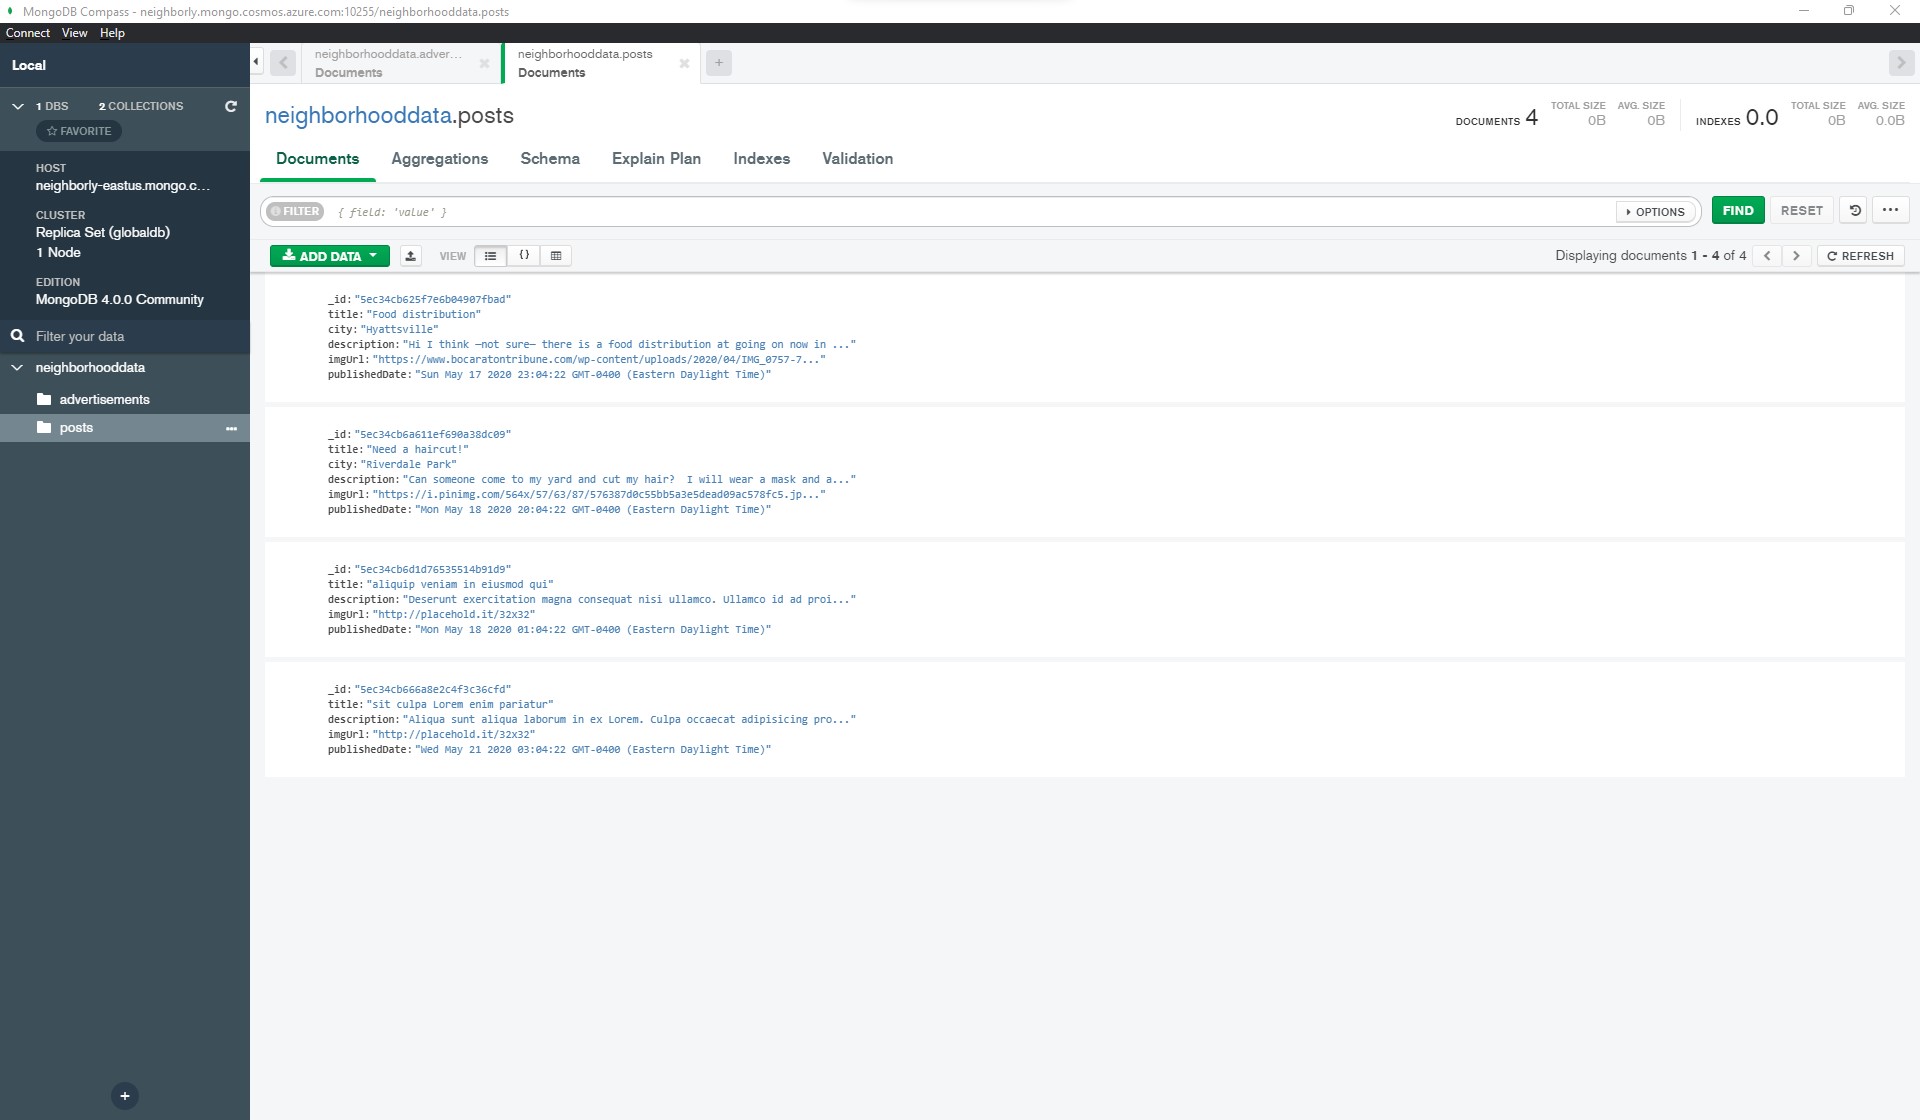 MongoDB Compass - neighborly.mongo.cosmos.azure.com:10255/neighborhooddata.posts
Connect View Help
Local
1 DBS 2 COLLECTIONS
FAVORITE
HOST
neighborly-eastus.mongo.c...
CLUSTER
Replica Set (globaldb)
1 Node
EDITION
MongoDB 4.0.0 Community
Filter your data
neighborhooddata
advertisements
posts
neighborhooddata.adver...
Documents
neighborhooddata.posts
Documents
neighborhooddata.posts
DOCUMENTS 4 TOTAL SIZE 0B AVG. SIZE 0B INDEXES 0.0 TOTAL SIZE 0B AVG. SIZE 0.0B
Documents Aggregations Schema Explain Plan Indexes Validation
FILTER { field: 'value' } OPTIONS FIND RESET
ADD DATA VIEW {} Displaying documents 1 - 4 of 4 REFRESH
_id: "5ec34cb625f7e6b04907fbad"
title: "Food distribution"
city: "Hyattsville"
description: "Hi I think —not sure— there is a food distribution at going on now in ..."
imgUrl: "https://www.bocaratontribune.com/wp-content/uploads/2020/04/IMG_0757-7..."
publishedDate: "Sun May 17 2020 23:04:22 GMT-0400 (Eastern Daylight Time)"
_id: "5ec34cb6a611ef690a38dc09"
title: "Need a haircut!"
city: "Riverdale Park"
description: "Can someone come to my yard and cut my hair?  I will wear a mask and a..."
imgUrl: "https://i.pinimg.com/564x/57/63/87/576387d0c55bb5a3e5dead09ac578fc5.jp..."
publishedDate: "Mon May 18 2020 20:04:22 GMT-0400 (Eastern Daylight Time)"
_id: "5ec34cb6d1d76535514b91d9"
title: "aliquip veniam in eiusmod qui"
description: "Deserunt exercitation magna consequat nisi ullamco. Ullamco id ad proi..."
imgUrl: "http://placehold.it/32x32"
publishedDate: "Mon May 18 2020 01:04:22 GMT-0400 (Eastern Daylight Time)"
_id: "5ec34cb666a8e2c4f3c36cfd"
title: "sit culpa Lorem enim pariatur"
description: "Aliqua sunt aliqua laborum in ex Lorem. Culpa occaecat adipisicing pro..."
imgUrl: "http://placehold.it/32x32"
publishedDate: "Wed May 21 2020 03:04:22 GMT-0400 (Eastern Daylight Time)"